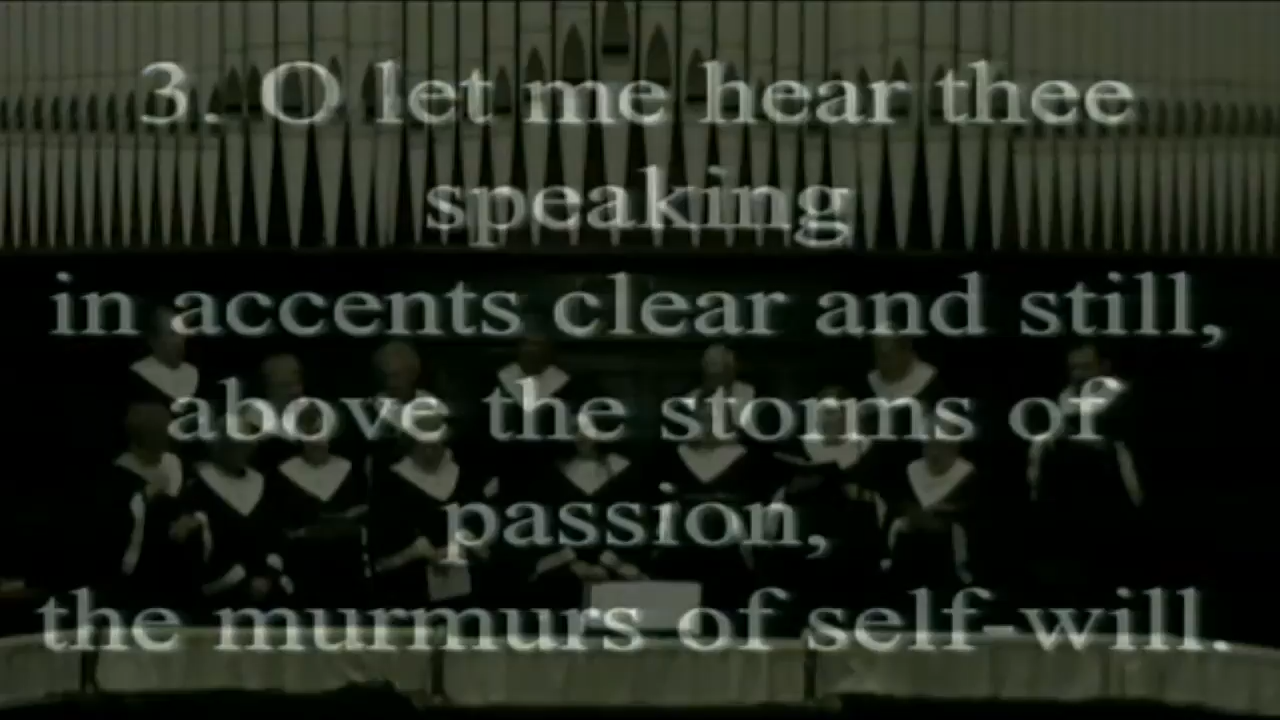 3. O let me hear thee
speaking
in accents clear and still,
above the storms of
passion,
the murmurs of self-will.